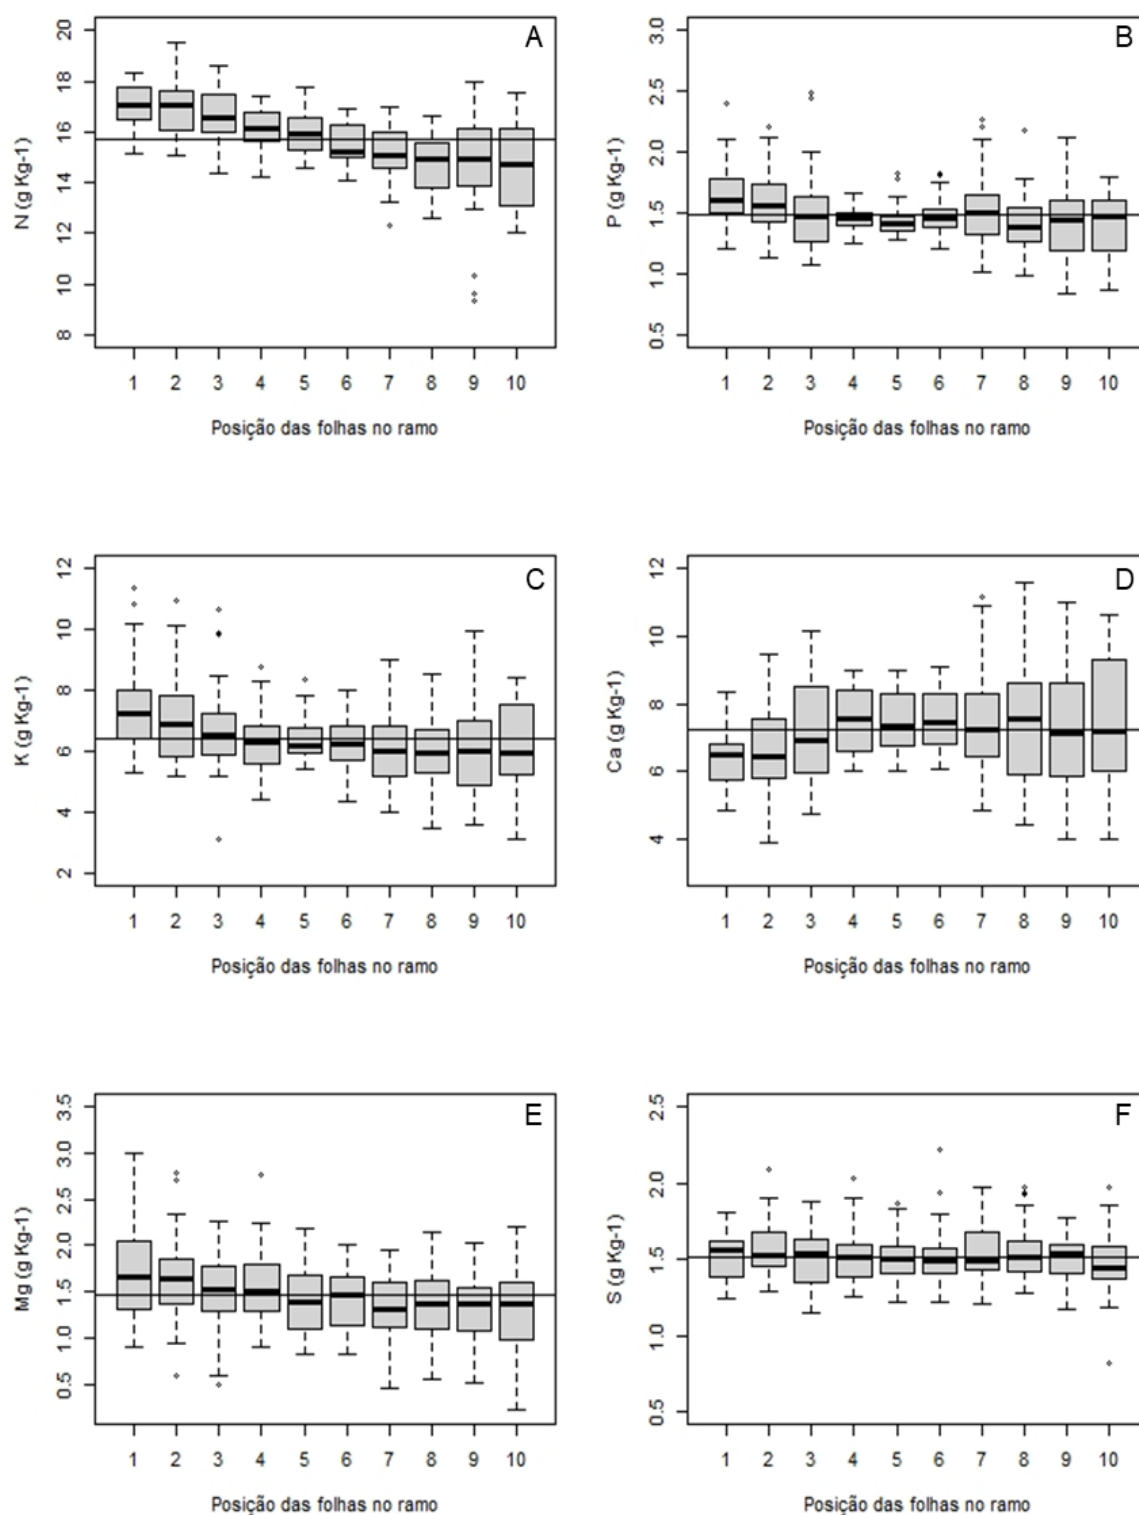 A
N (g Kg-1)
20
18
16
14
12
10
8
1 2 3 4 5 6 7 8 9 10
Posição das folhas no ramo
B
P (g Kg-1)
3.0
2.5
2.0
1.5
1.0
0.5
1 2 3 4 5 6 7 8 9 10
Posição das folhas no ramo
C
K (g Kg-1)
12
10
8
6
4
2
1 2 3 4 5 6 7 8 9 10
Posição das folhas no ramo
D
Ca (g Kg-1)
12
10
8
6
4
1 2 3 4 5 6 7 8 9 10
Posição das folhas no ramo
E
Mg (g Kg-1)
3.5
3.0
2.5
2.0
1.5
1.0
0.5
1 2 3 4 5 6 7 8 9 10
Posição das folhas no ramo
F
S (g Kg-1)
2.5
2.0
1.5
1.0
0.5
1 2 3 4 5 6 7 8 9 10
Posição das folhas no ramo